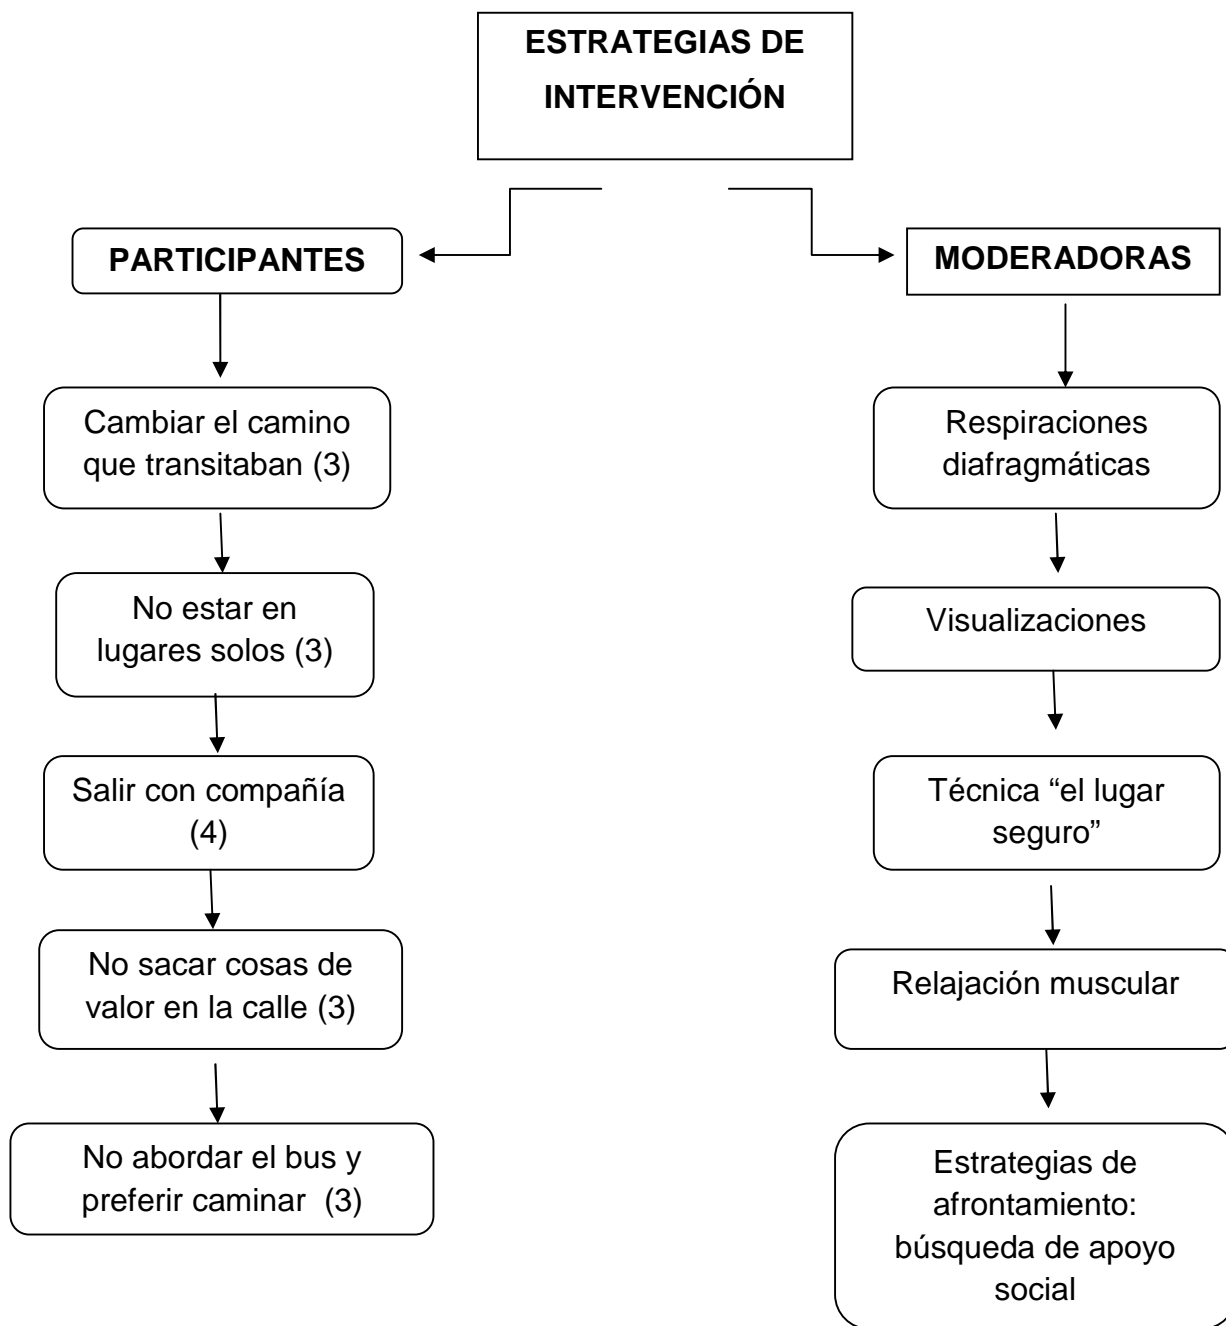 ESTRATEGIAS DE
INTERVENCIÓN
PARTICIPANTES
MODERADORAS
Cambiar el camino
que transitaban (3)
No estar en
lugares solos (3)
Salir con compañía
(4)
No sacar cosas de
valor en la calle (3)
No abordar el bus y
preferir caminar (3)
Respiraciones
diafragmáticas
Visualizaciones
Técnica “el lugar
seguro”
Relajación muscular
Estrategias de
afrontamiento:
búsqueda de apoyo
social